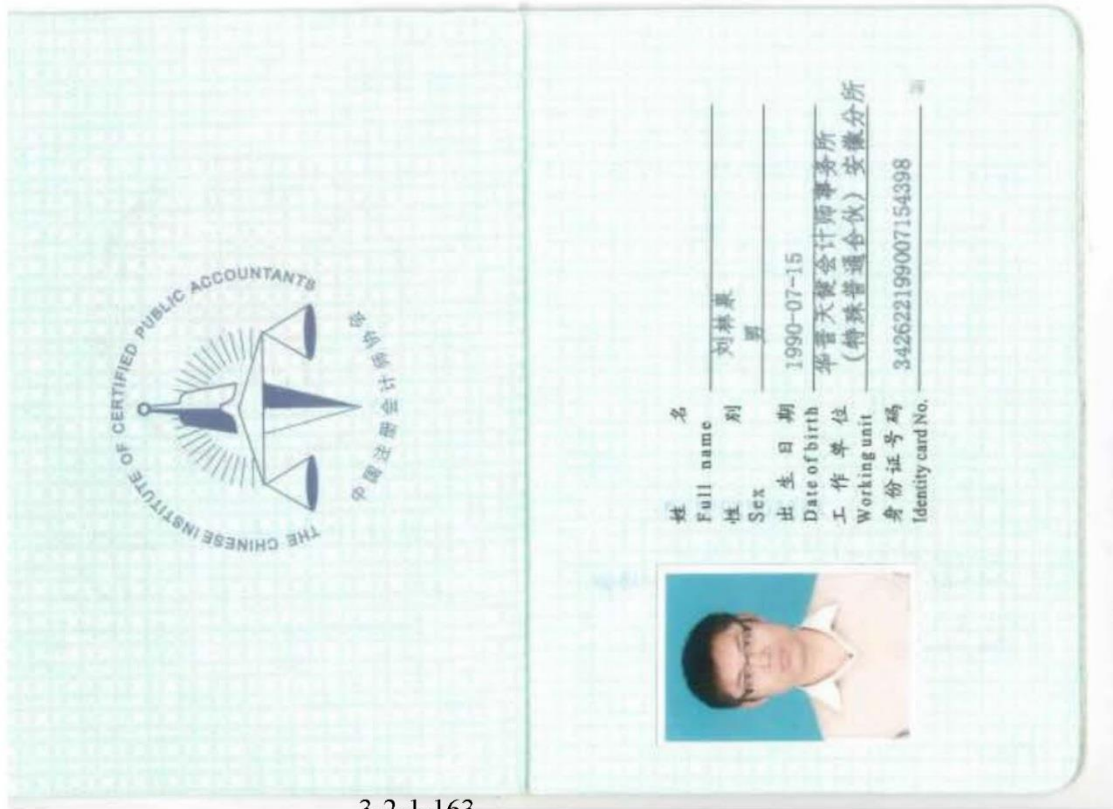 THE CHINESE INSTITUTE OF CERTIFIED PUBLIC ACCOUNTANTS
中国注册会计师协会
姓 名 刘林泉
Full name
性 别 男
Sex
出 生 日 期 1990-07-15
Date of birth
工 作 单 位 华普天健会计师事务所
Working unit (特殊普通合伙) 安徽分所
身份证号码 342622199007154398
Identity card No.
3-2-1-163